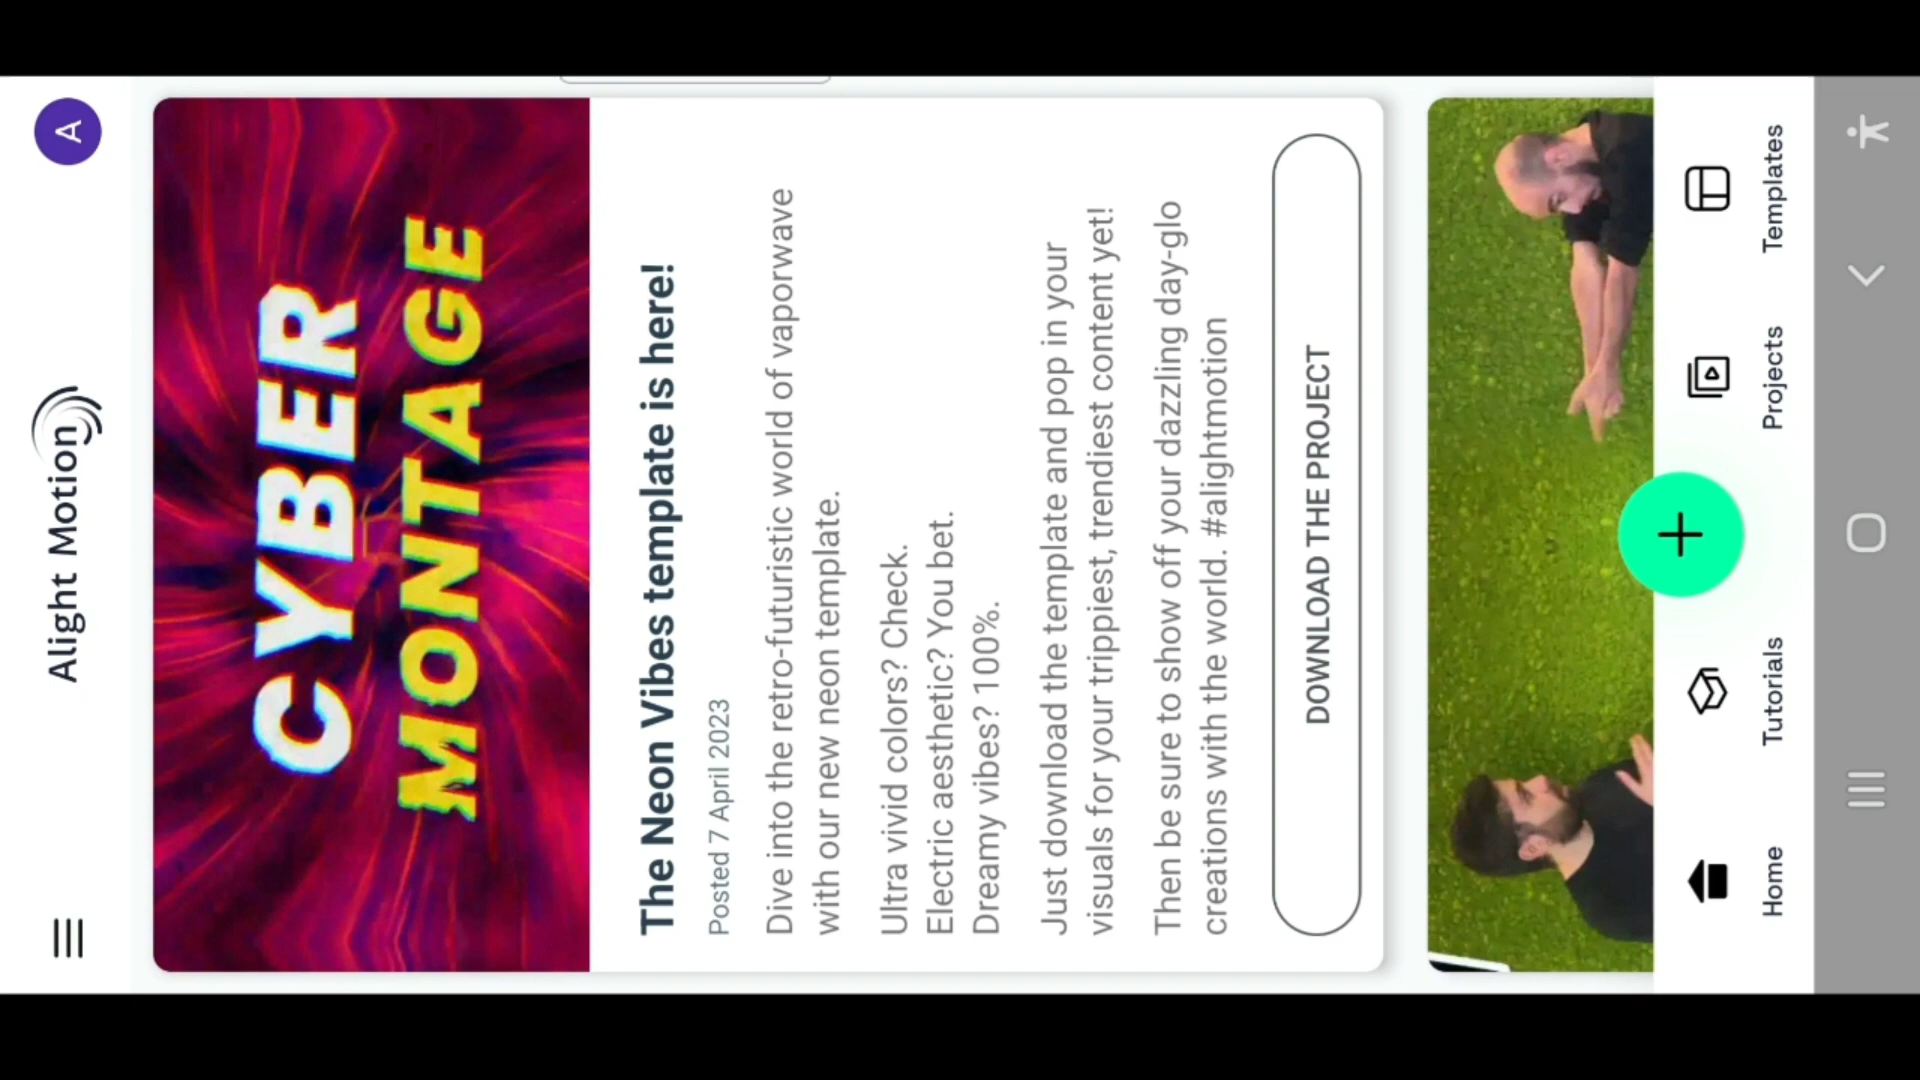 Alight Motion
A
CYBER
MONTAGE
The Neon Vibes template is here!
Posted 7 April 2023
Dive into the retro-futuristic world of vaporwave
with our new neon template.
Ultra vivid colors? Check.
Electric aesthetic? You bet.
Dreamy vibes? 100%.
Just download the template and pop in your
visuals for your trippiest, trendiest content yet!
Then be sure to show off your dazzling day-glo
creations with the world. #alightmotion
DOWNLOAD THE PROJECT
Home
Tutorials
Projects
Templates